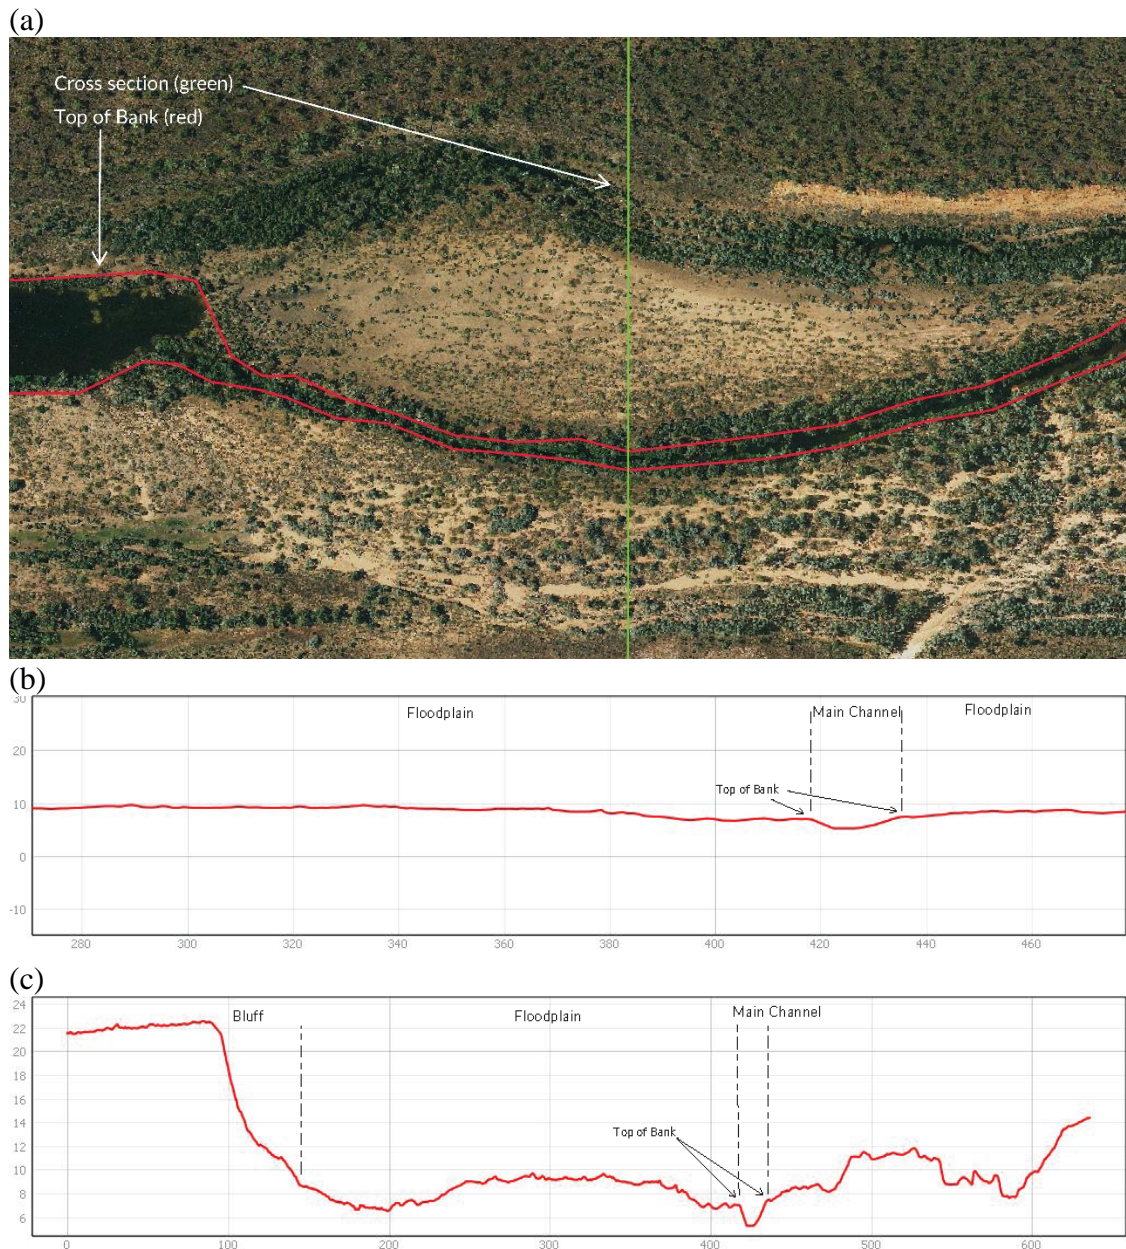 (a)
Cross section (green)
Top of Bank (red)
(b)
30
Floodplain
Main Channel
Floodplain
20
Top of Bank
10
0
-10
280 300 320 340 360 380 400 420 440 460
(c)
24
Bluff
Floodplain
Main Channel
22
20
18
16
14
Top of Bank
12
10
8
6
0 100 200 300 400 500 600